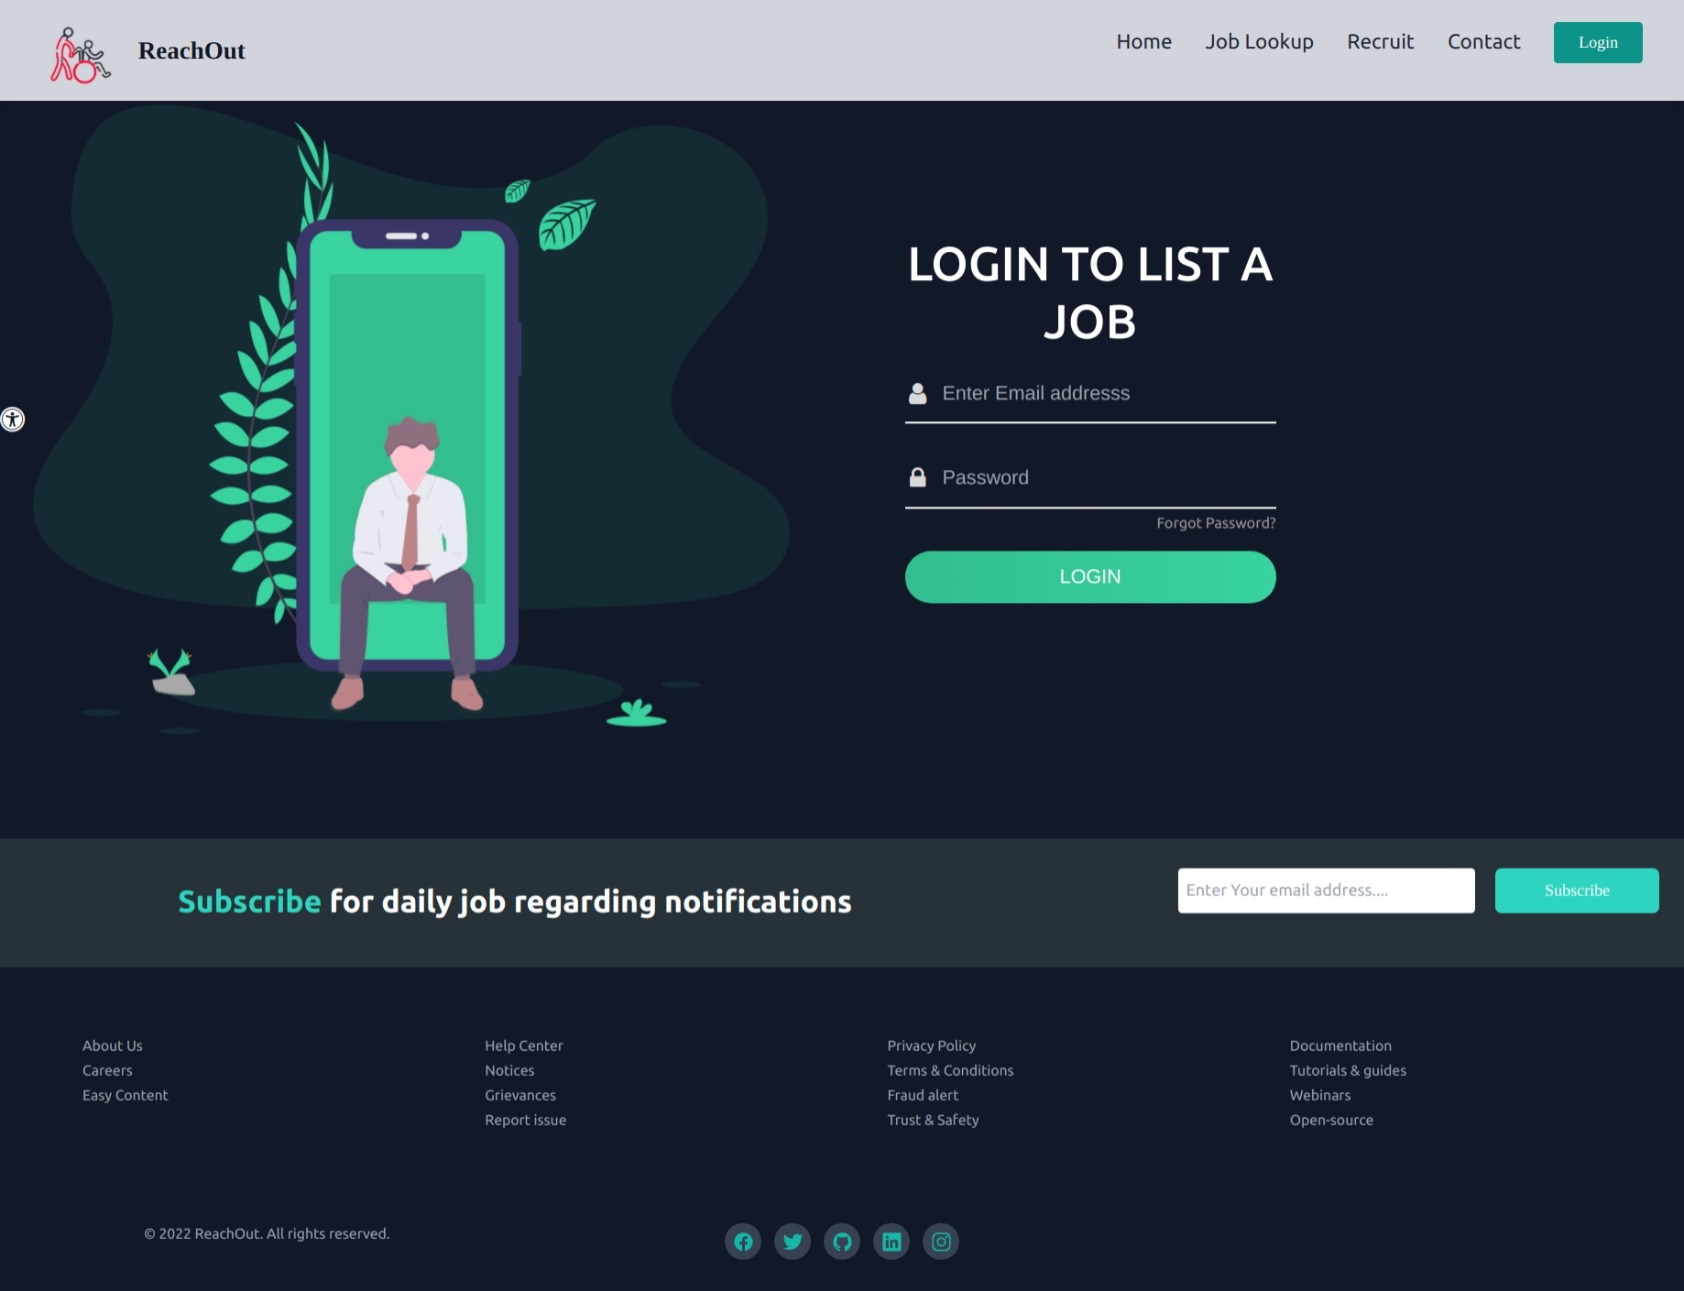 ReachOut
Home Job Lookup Recruit Contact Login
LOGIN TO LIST A
JOB
Enter Email addresss
Password
Forgot Password?
LOGIN
Subscribe for daily job regarding notifications
Enter Your email address....
Subscribe
About Us
Careers
Easy Content
Help Center
Notices
Grievances
Report issue
Privacy Policy
Terms & Conditions
Fraud alert
Trust & Safety
Documentation
Tutorials & guides
Webinars
Open-source
© 2022 ReachOut. All rights reserved.